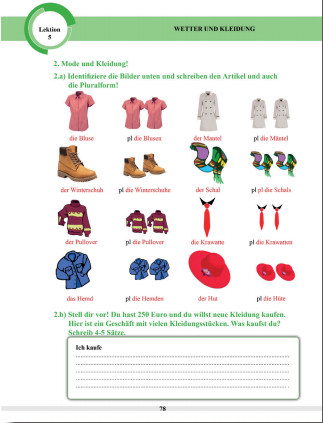 Lektion
5
WETTER UND KLEIDUNG
2. Mode und Kleidung!
2.a) Identifiziere die Bilder unten und schreiben den Artikel und auch
die Pluralform!
die Bluse pl die Blusen der Mantel pl die Mäntel
der Winterschuh pl die Winterschuhe der Schal pl pl die Schals
der Pullover pl die Pullover die Krawatte pl die Krawatten
das Hemd pl die Hemden der Hut pl die Hüte
2.b) Stell dir vor! Du hast 250 Euro und du willst neue Kleidung kaufen.
Hier ist ein Geschäft mit vielen Kleidungsstücken. Was kaufst du?
Schreib 4-5 Sätze.
Ich kaufe
78